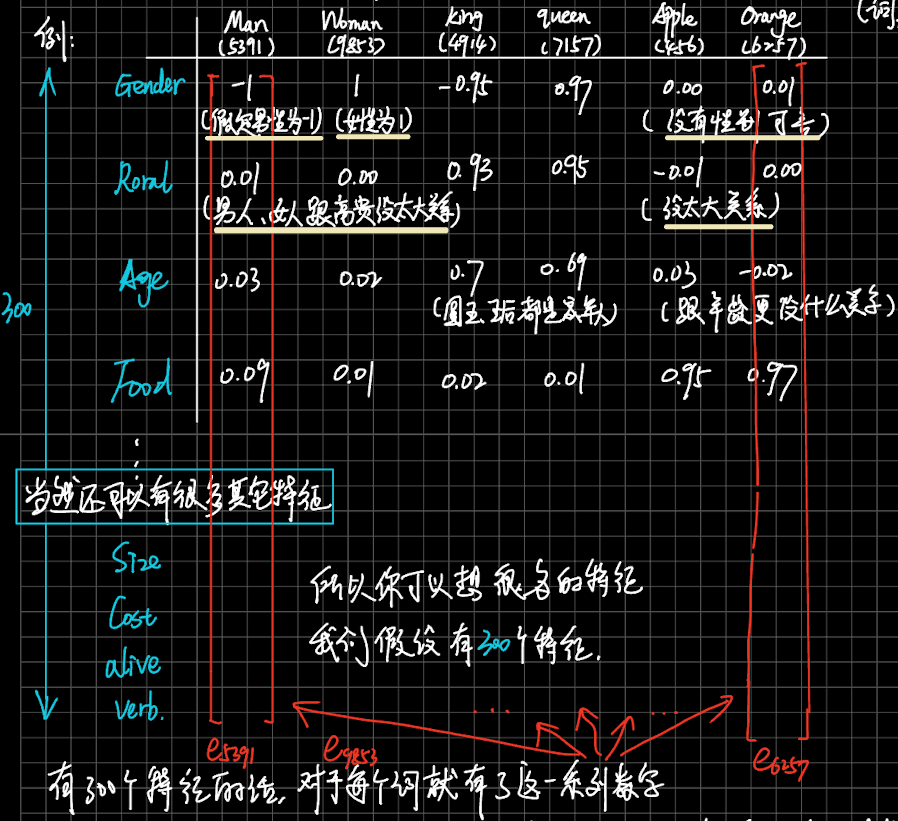 (词
例:
Man Woman King queen Apple Orange
(5391) (9853) (4914) (7157) (456) (6257)
Gender -1 1 -0.95 0.97 0.00 0.01
(假定男性为-1) (女性为1) (没有性别可言)
Roral 0.01 0.00 0.93 0.95 -0.01 0.00
(男人、女人跟高贵没太大关系) (没太大关系)
Age 0.03 0.02 0.7 0.69 0.03 -0.02
300
(国王、王后都是成年人) (跟年龄更没什么关系)
Food 0.09 0.01 0.02 0.01 0.95 0.97
⋮
当然还可以有很多其它特征
Size
所以你可以想很多的特征
Cost
我们假设有300个特征.
alive
verb.
... ...
e5391 e9853 e6257
有300个特征的话, 对于每个词就有了这一系列数字